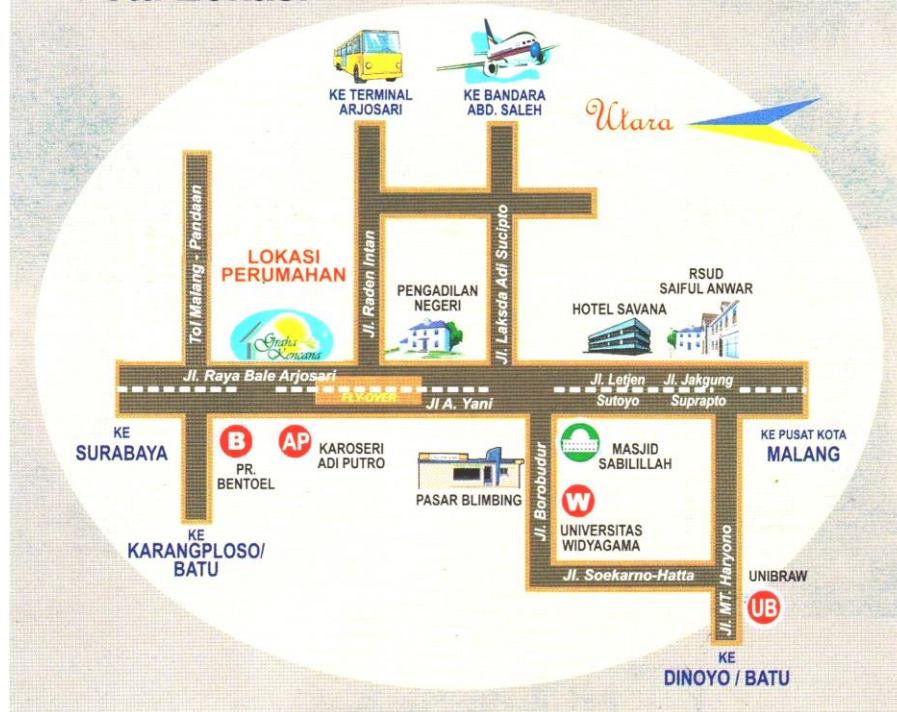 KE TERMINAL
ARJOSARI
KE BANDARA
ABD. SALEH
Utara
Tol Malang - Pandaan
LOKASI
PERUMAHAN
Graha
Kencana
Jl. Raden Intan
PENGADILAN
NEGERI
Jl. Laksda Adi Sucipto
HOTEL SAVANA
RSUD
SAIFUL ANWAR
Jl. Raya Bale Arjosari
FLY-OVER
Jl A. Yani
Jl. Letjen
Sutoyo
Jl. Jakgung
Suprapto
KE
SURABAYA
B
PR.
BENTOEL
AP
KAROSERI
ADI PUTRO
PASAR BLIMBING
Jl. Borobudur
MASJID
SABILILLAH
W
UNIVERSITAS
WIDYAGAMA
KE PUSAT KOTA
MALANG
KE
KARANGPLOSO/
BATU
Jl. Soekarno-Hatta
Jl. MT. Haryono
UNIBRAW
UB
KE
DINOYO / BATU